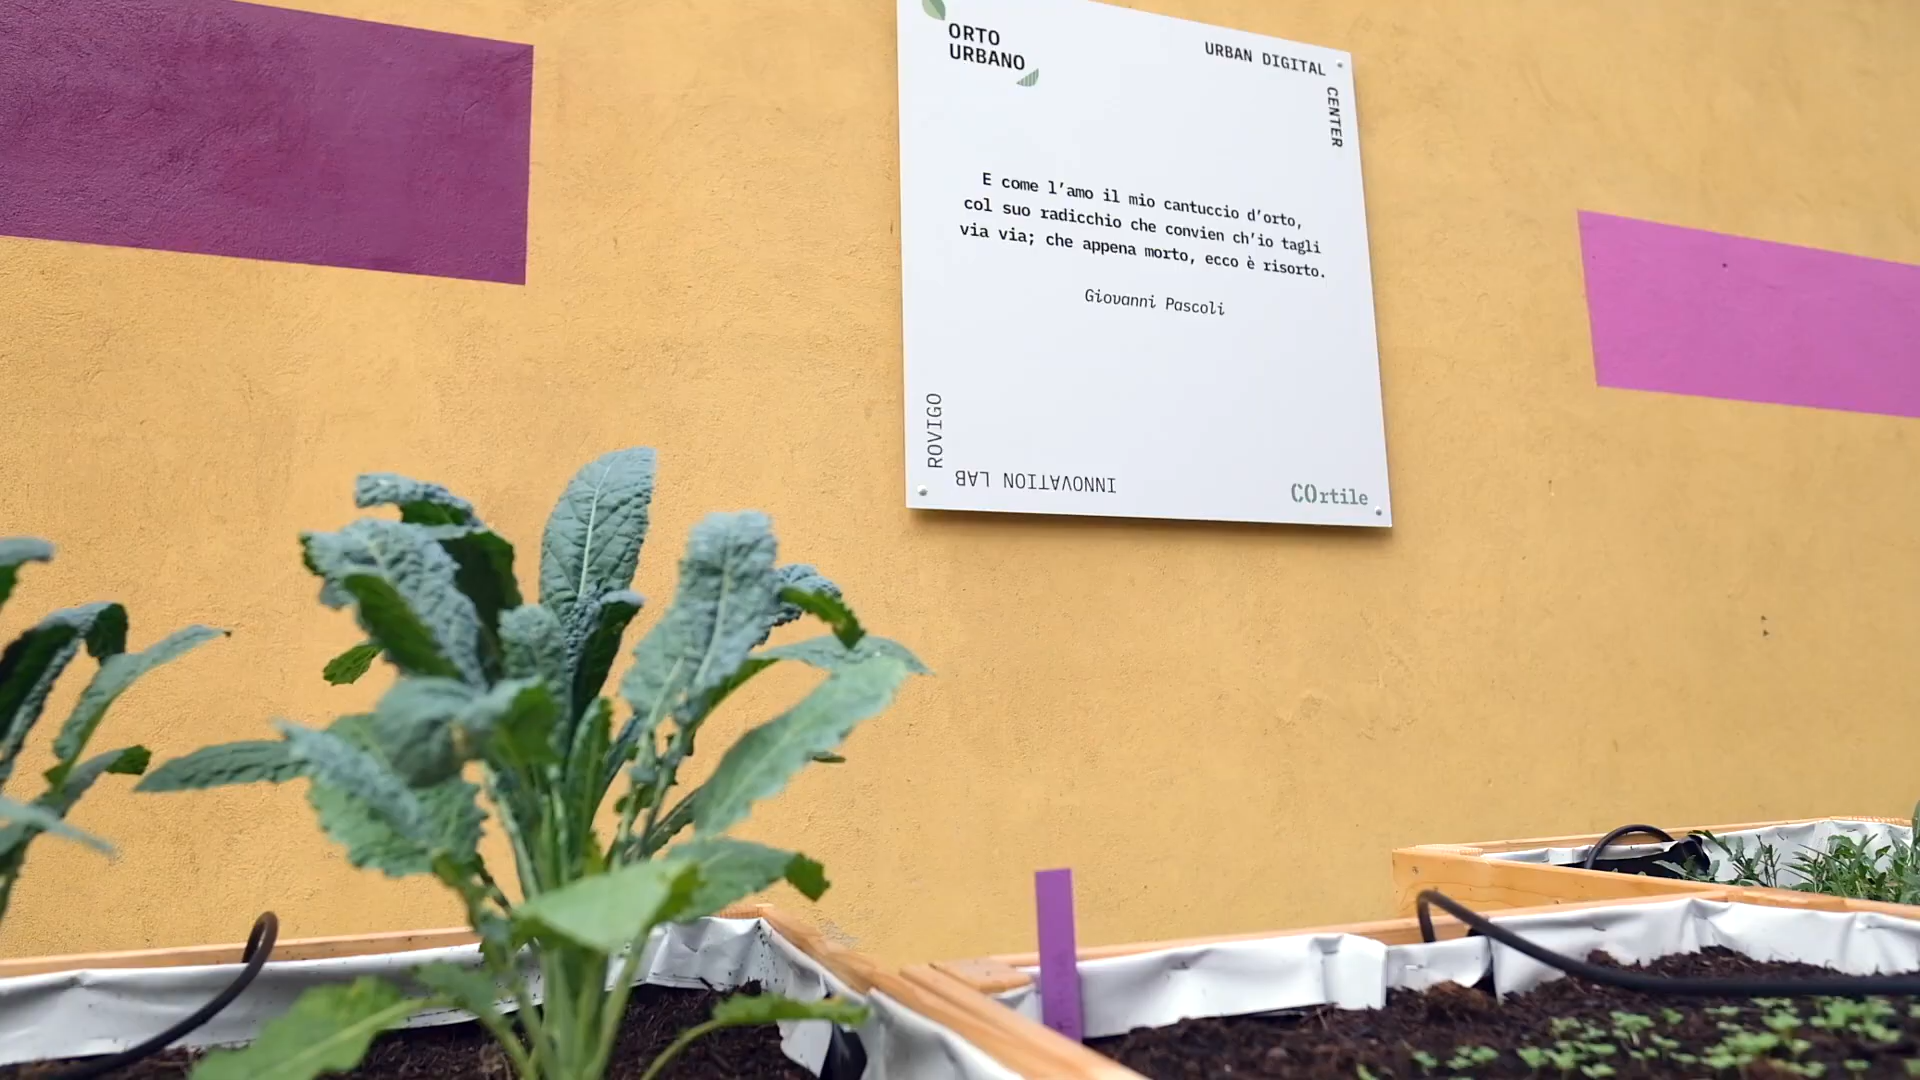 ORTO
URBANO
URBAN DIGITAL
CENTER
E come l’amo il mio cantuccio d’orto,
col suo radicchio che convien ch’io tagli
via via; che appena morto, ecco è risorto.
Giovanni Pascoli
ROVIGO
INNOVATION LAB
COrtile